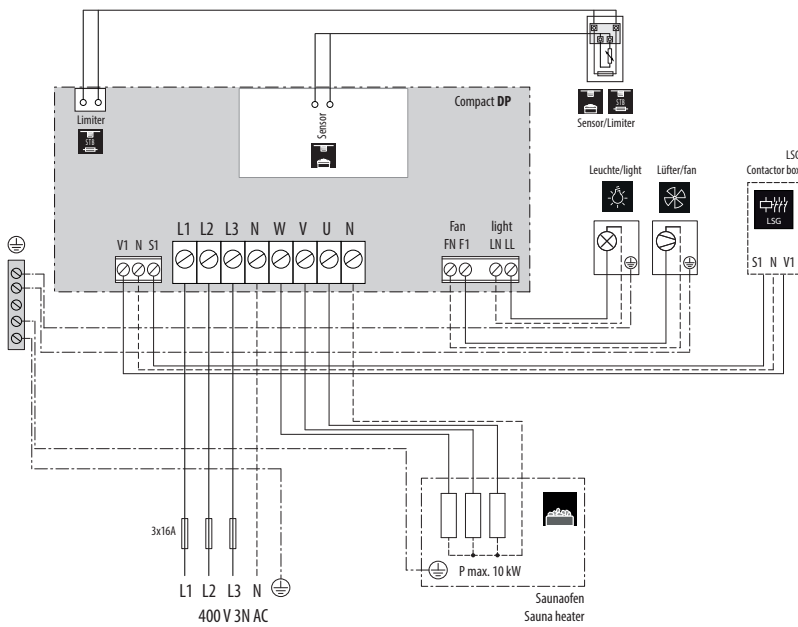 Compact DP
Limiter
STB
Sensor
STB
Sensor/Limiter
Leuchte/light
Lüfter/fan
LSG
Contactor box
LSG
S1 N V1
V1 N S1
L1 L2 L3 N W V U N
Fan
FN F1
light
LN LL
3x16A
L1 L2 L3 N
400 V 3N AC
P max. 10 kW
Saunaofen
Sauna heater